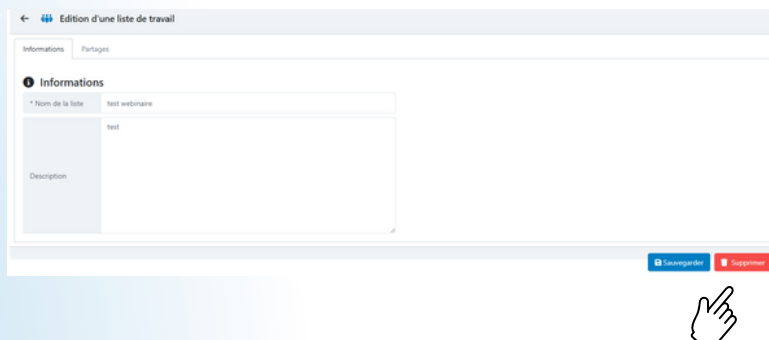 Edition d'une liste de travail
Informations Partages
Informations
* Nom de la liste test webinaire
Description test
Sauvegarder Supprimer